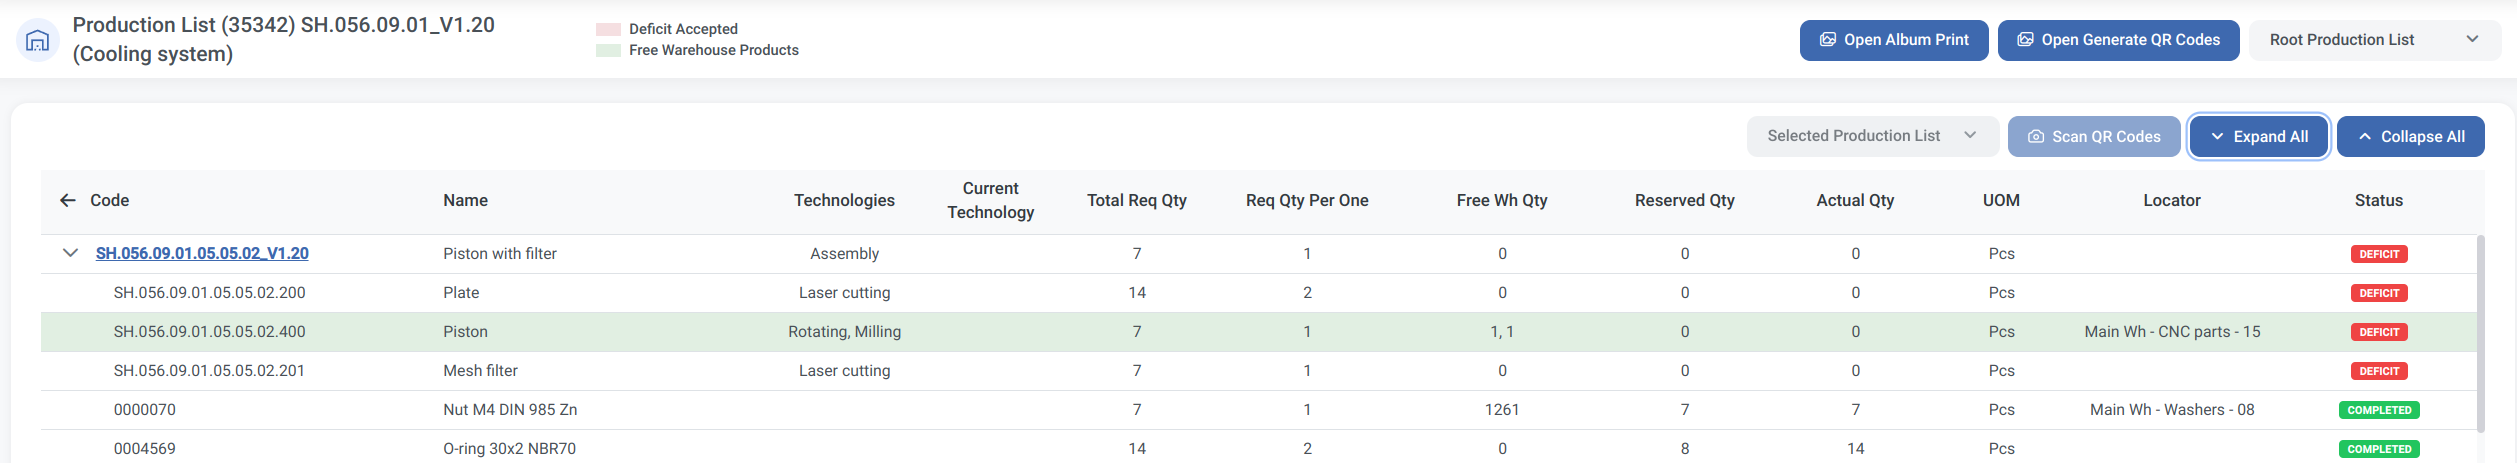 Production List (35342) SH.056.09.01_V1.20
(Cooling system)
Deficit Accepted
Free Warehouse Products
Open Album Print
Open Generate QR Codes
Root Production List
Selected Production List
Scan QR Codes
Expand All
Collapse All
Code Name Technologies Current Technology Total Req Qty Req Qty Per One Free Wh Qty Reserved Qty Actual Qty UOM Locator Status
SH.056.09.01.05.05.02_V1.20 Piston with filter Assembly 7 1 0 0 0 Pcs DEFICIT
SH.056.09.01.05.05.02.200 Plate Laser cutting 14 2 0 0 0 Pcs DEFICIT
SH.056.09.01.05.05.02.400 Piston Rotating, Milling 7 1 1, 1 0 0 Pcs Main Wh - CNC parts - 15 DEFICIT
SH.056.09.01.05.05.02.201 Mesh filter Laser cutting 7 1 0 0 0 Pcs DEFICIT
0000070 Nut M4 DIN 985 Zn 7 1 1261 7 7 Pcs Main Wh - Washers - 08 COMPLETED
0004569 O-ring 30x2 NBR70 14 2 0 8 14 Pcs COMPLETED